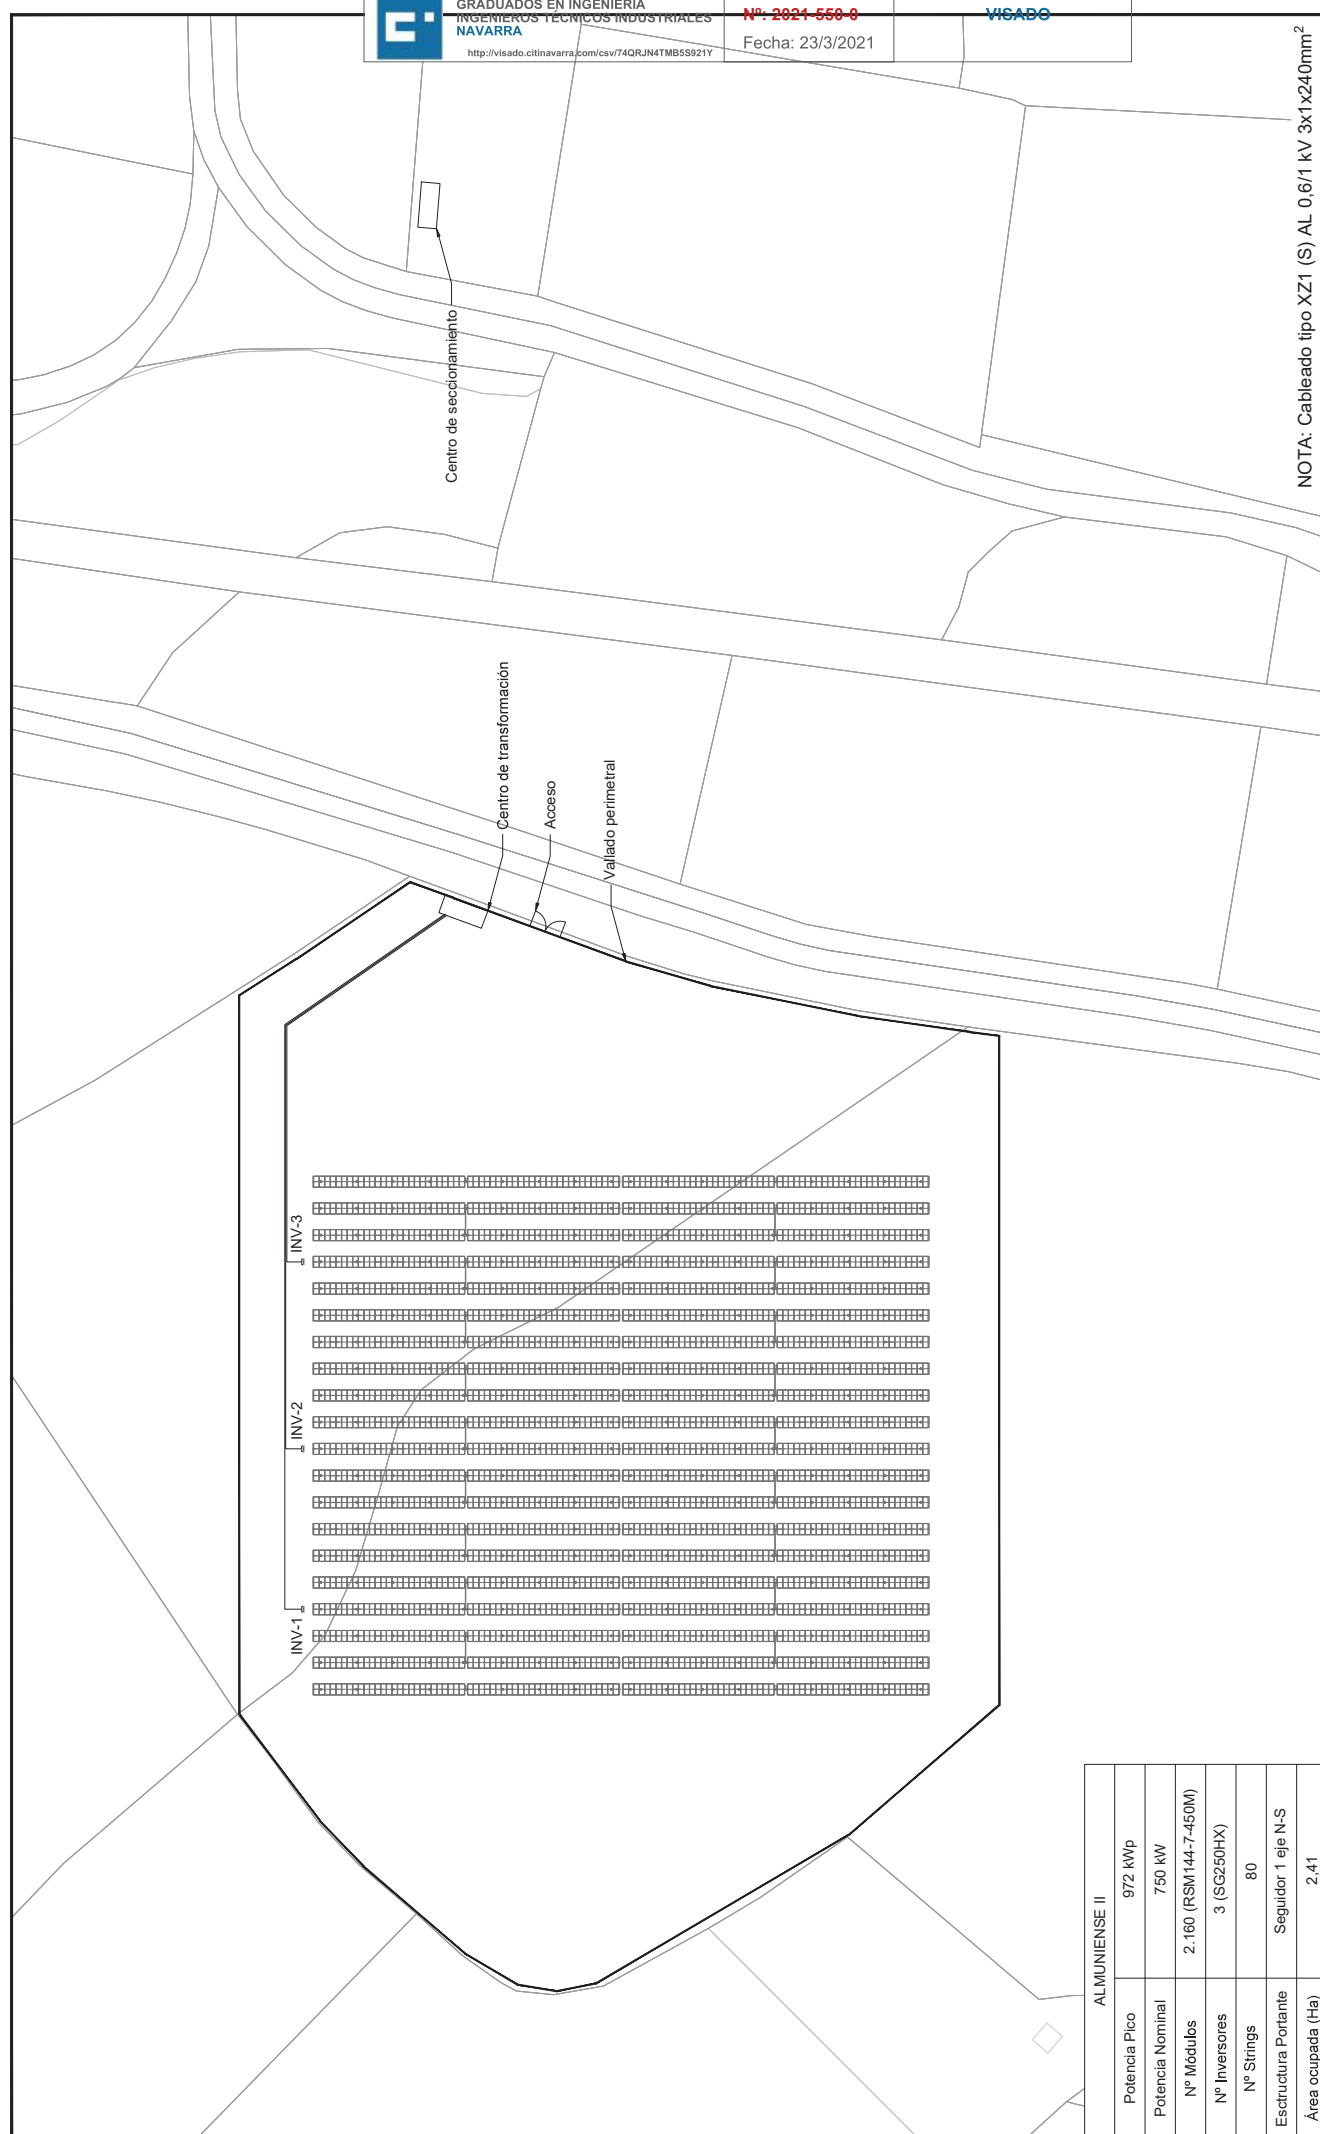 GRADUADOS EN INGENIERIA
INGENIEROS TÉCNICOS INDUSTRIALES
NAVARRA
http://visado.citinavarra.com/csv/74QRJN4TMB5S921Y
Nº: 2021-550-0
Fecha: 23/3/2021
VISADO
NOTA: Cableado tipo XZ1 (S) AL 0,6/1 kV 3x1x240mm²
Centro de seccionamiento
Centro de transformación
Acceso
Vallado perimetral
INV-3
INV-2
INV-1
ALMUNIENSE II
Potencia Pico 972 kWp
Potencia Nominal 750 kW
Nº Módulos 2.160 (RSM144-7-450M)
Nº Inversores 3 (SG250HX)
Nº Strings 80
Esctructura Portante Seguidor 1 eje N-S
Área ocupada (Ha) 2,41